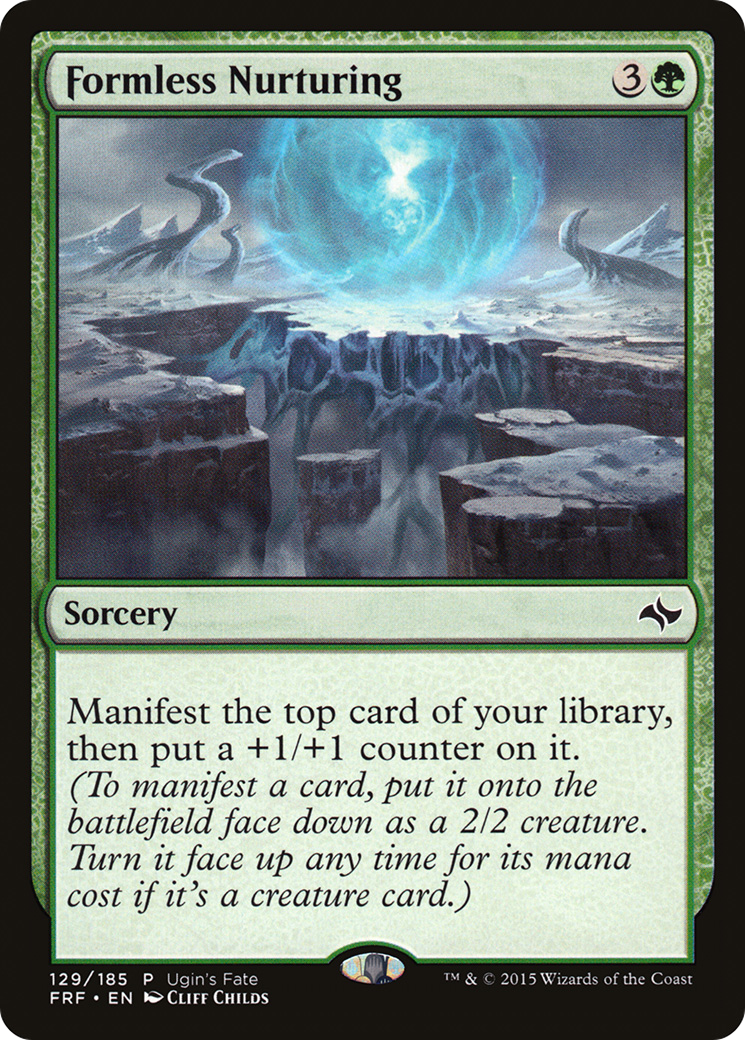 Formless Nurturing 3
Sorcery
Manifest the top card of your library,
then put a +1/+1 counter on it.
(To manifest a card, put it onto the
battlefield face down as a 2/2 creature.
Turn it face up any time for its mana
cost if it's a creature card.)
129/185 P Ugin's Fate
FRF • EN Cliff Childs
™ & © 2015 Wizards of the Coast